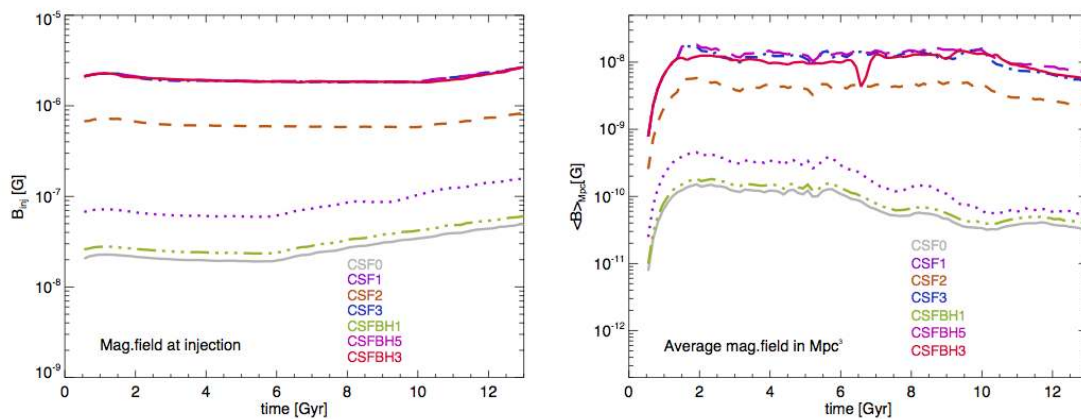 10⁻⁵
10⁻⁶
10⁻⁷
10⁻⁸
10⁻⁹
B_inj [G]
CSF0
CSF1
CSF2
CSF3
CSFBH1
CSFBH5
CSFBH3
Mag.field at injection
0 2 4 6 8 10 12
time [Gyr]
10⁻⁸
10⁻⁹
10⁻¹⁰
10⁻¹¹
10⁻¹²
<B>_Mpc[G]
CSF0
CSF1
CSF2
CSF3
CSFBH1
CSFBH5
CSFBH3
Average mag.field in Mpc³
0 2 4 6 8 10 12
time [Gyr]